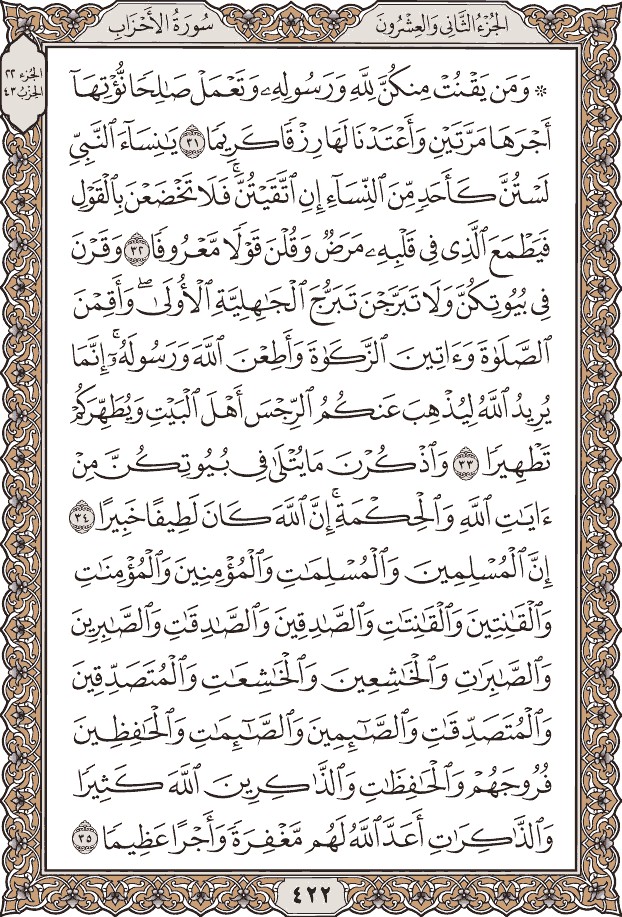 الجُزْءُ الثَّانِي وَالعِشْرُونَ
سُورَةُ الأَحْزَابِ
الجُزْء ٢٢
الحِزْب ٤٣
۞ وَمَن يَقْنُتْ مِنكُنَّ لِلَّهِ وَرَسُولِهِۦ وَتَعْمَلْ صَٰلِحًا نُّؤْتِهَآ
أَجْرَهَا مَرَّتَيْنِ وَأَعْتَدْنَا لَهَا رِزْقًا كَرِيمًا ٣١ يَٰنِسَآءَ ٱلنَّبِيِّ
لَسْتُنَّ كَأَحَدٍ مِّنَ ٱلنِّسَآءِ إِنِ ٱتَّقَيْتُنَّۚ فَلَا تَخْضَعْنَ بِٱلْقَوْلِ
فَيَطْمَعَ ٱلَّذِى فِى قَلْبِهِۦ مَرَضٌ وَقُلْنَ قَوْلًا مَّعْرُوفًا ٣٢ وَقَرْنَ
فِى بُيُوتِكُنَّ وَلَا تَبَرَّجْنَ تَبَرُّجَ ٱلْجَٰهِلِيَّةِ ٱلْأُولَىٰۖ وَأَقِمْنَ
ٱلصَّلَوٰةَ وَءَاتِينَ ٱلزَّكَوٰةَ وَأَطِعْنَ ٱللَّهَ وَرَسُولَهُۥٓۚ إِنَّمَا
يُرِيدُ ٱللَّهُ لِيُذْهِبَ عَنكُمُ ٱلرِّجْسَ أَهْلَ ٱلْبَيْتِ وَيُطَهِّرَكُمْ
تَطْهِيرًا ٣٣ وَٱذْكُرْنَ مَا يُتْلَىٰ فِى بُيُوتِكُنَّ مِنْ
ءَايَٰتِ ٱللَّهِ وَٱلْحِكْمَةِۚ إِنَّ ٱللَّهَ كَانَ لَطِيفًا خَبِيرًا ٣٤
إِنَّ ٱلْمُسْلِمِينَ وَٱلْمُسْلِمَٰتِ وَٱلْمُؤْمِنِينَ وَٱلْمُؤْمِنَٰتِ
وَٱلْقَٰنِتِينَ وَٱلْقَٰنِتَٰتِ وَٱلصَّٰدِقِينَ وَٱلصَّٰدِقَٰتِ وَٱلصَّٰبِرِينَ
وَٱلصَّٰبِرَٰتِ وَٱلْخَٰشِعِينَ وَٱلْخَٰشِعَٰتِ وَٱلْمُتَصَدِّقِينَ
وَٱلْمُتَصَدِّقَٰتِ وَٱلصَّٰٓئِمِينَ وَٱلصَّٰٓئِمَٰتِ وَٱلْحَٰفِظِينَ
فُرُوجَهُمْ وَٱلْحَٰفِظَٰتِ وَٱلذَّٰكِرِينَ ٱللَّهَ كَثِيرًا
وَٱلذَّٰكِرَٰتِ أَعَدَّ ٱللَّهُ لَهُم مَّغْفِرَةً وَأَجْرًا عَظِيمًا ٣٥
٤٢٢